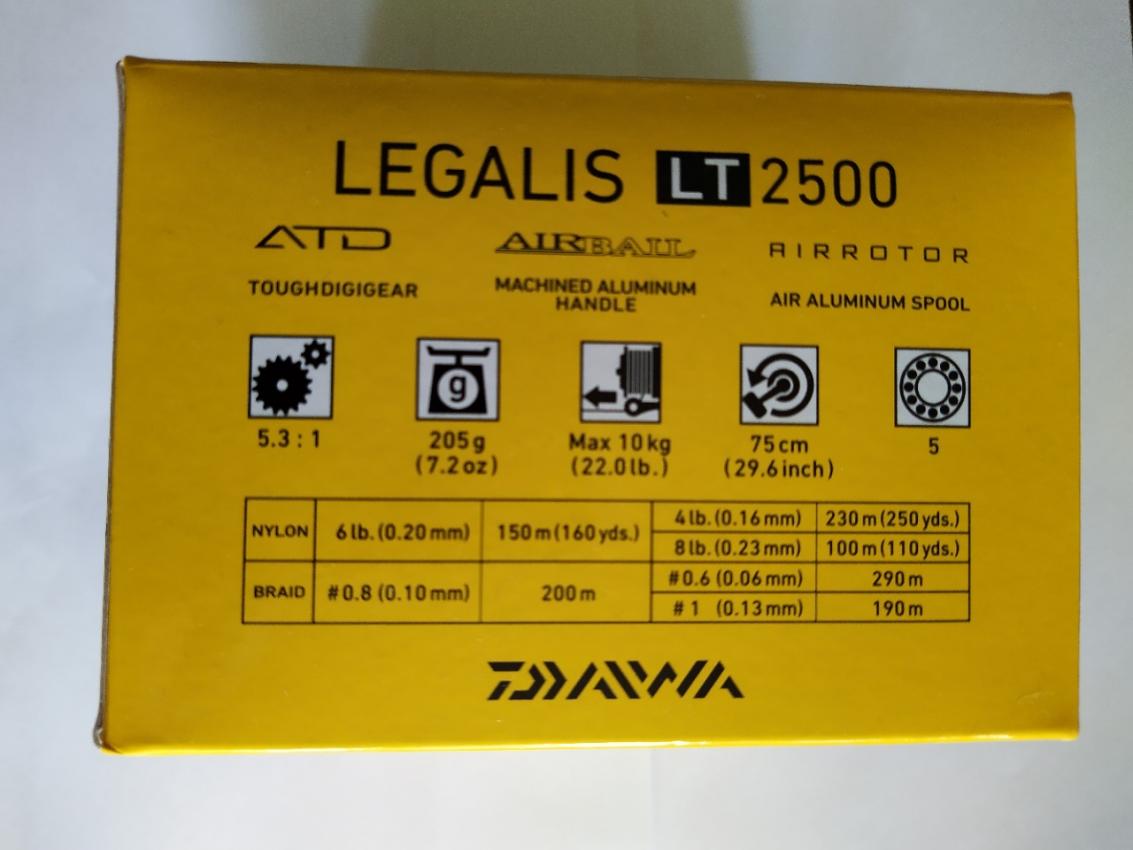 LEGALIS LT 2500
ATD AIRBAIL AIRROTOR
TOUGHDIGIGEAR MACHINED ALUMINUM HANDLE AIR ALUMINUM SPOOL
g
5.3 : 1 205g Max 10kg 75cm 5
(7.2oz) (22.0lb.) (29.6inch)
NYLON 6lb.(0.20mm) 150m(160yds.) 4lb.(0.16mm) 230m(250yds.)
8lb.(0.23mm) 100m(110yds.)
BRAID #0.8(0.10mm) 200m #0.6(0.06mm) 290m
#1 (0.13mm) 190m
DAIWA